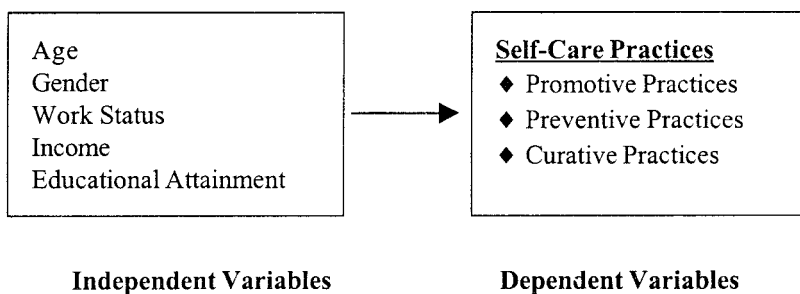 Age
Gender
Work Status
Income
Educational Attainment
Self-Care Practices
♦ Promotive Practices
♦ Preventive Practices
♦ Curative Practices
Independent Variables
Dependent Variables